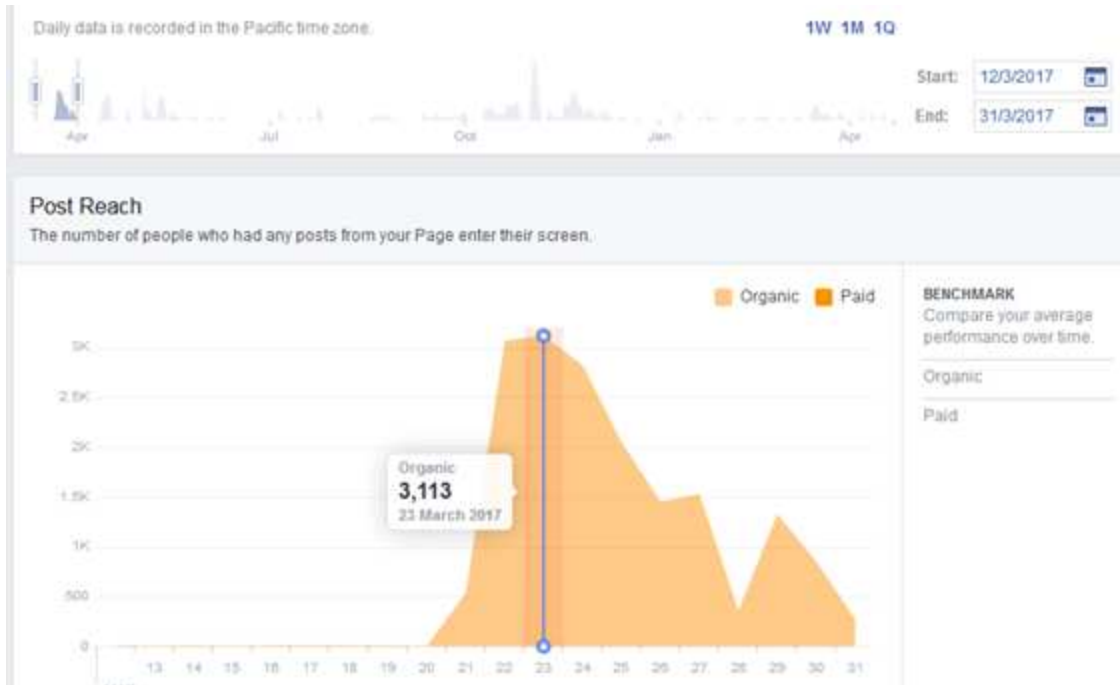 Daily data is recorded in the Pacific time zone.
1W 1M 1Q
Start: 12/3/2017
End: 31/3/2017
Apr Jul Oct Jan Apr
Post Reach
The number of people who had any posts from your Page enter their screen.
Organic Paid
BENCHMARK
Compare your average
performance over time.
Organic
Paid
3K
2.5K
2K
1.5K
1K
500
0
Organic
3,113
23 March 2017
13 14 15 16 17 18 19 20 21 22 23 24 25 26 27 28 29 30 31